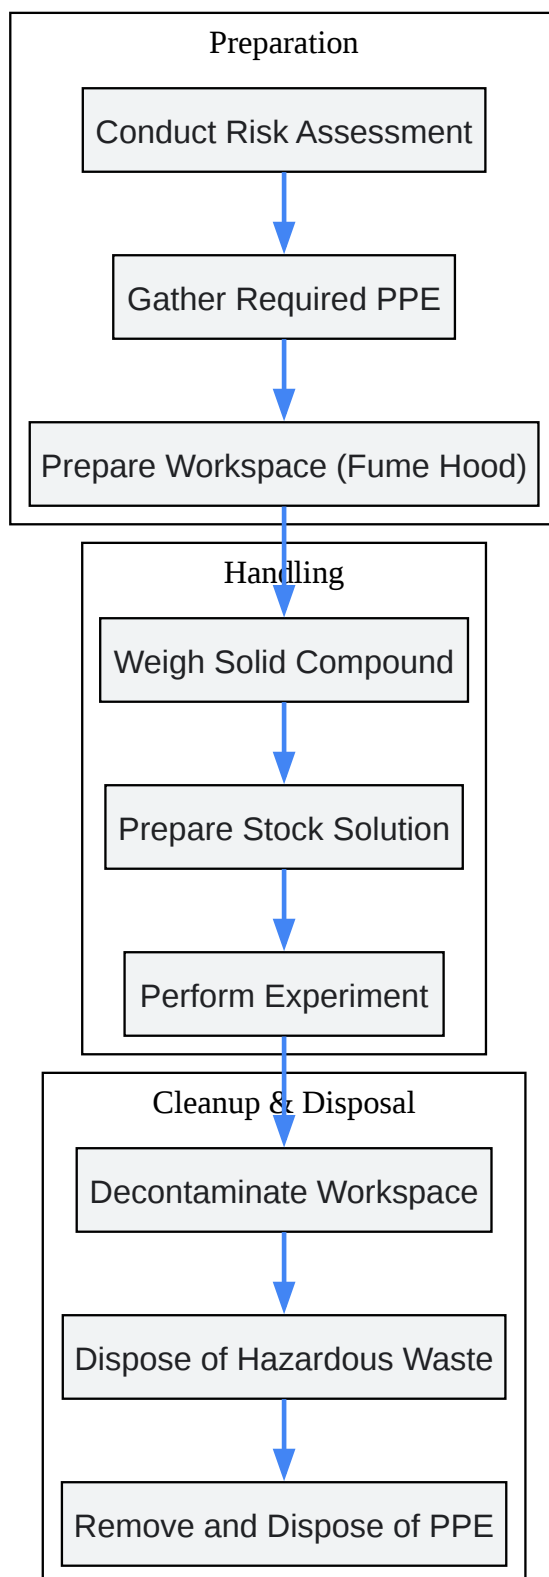 Preparation
Conduct Risk Assessment
Gather Required PPE
Prepare Workspace (Fume Hood)
Handling
Weigh Solid Compound
Prepare Stock Solution
Perform Experiment
Cleanup & Disposal
Decontaminate Workspace
Dispose of Hazardous Waste
Remove and Dispose of PPE